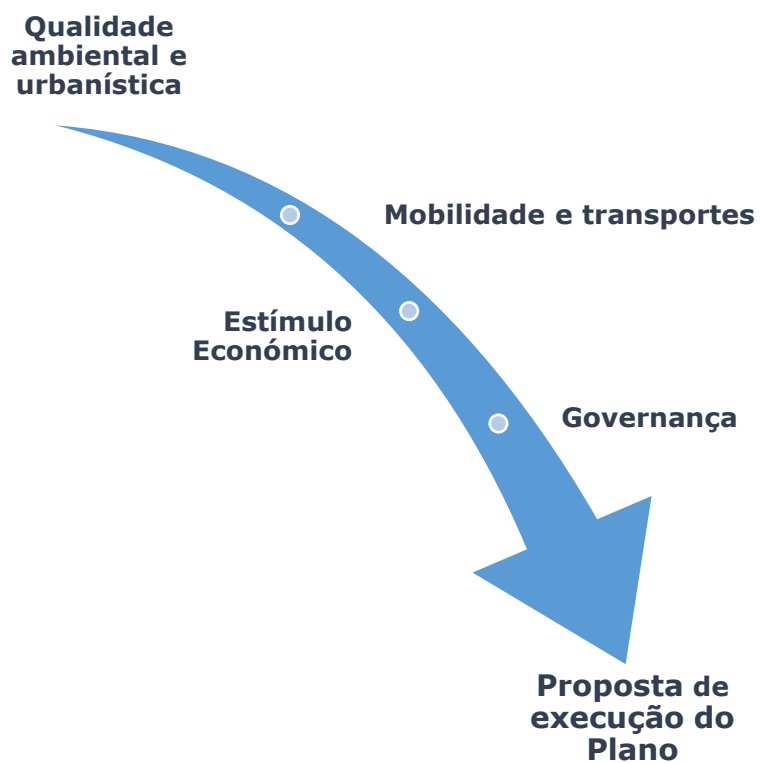 Qualidade
ambiental e
urbanística
Mobilidade e transportes
Estímulo
Económico
Governança
Proposta de
execução do
Plano